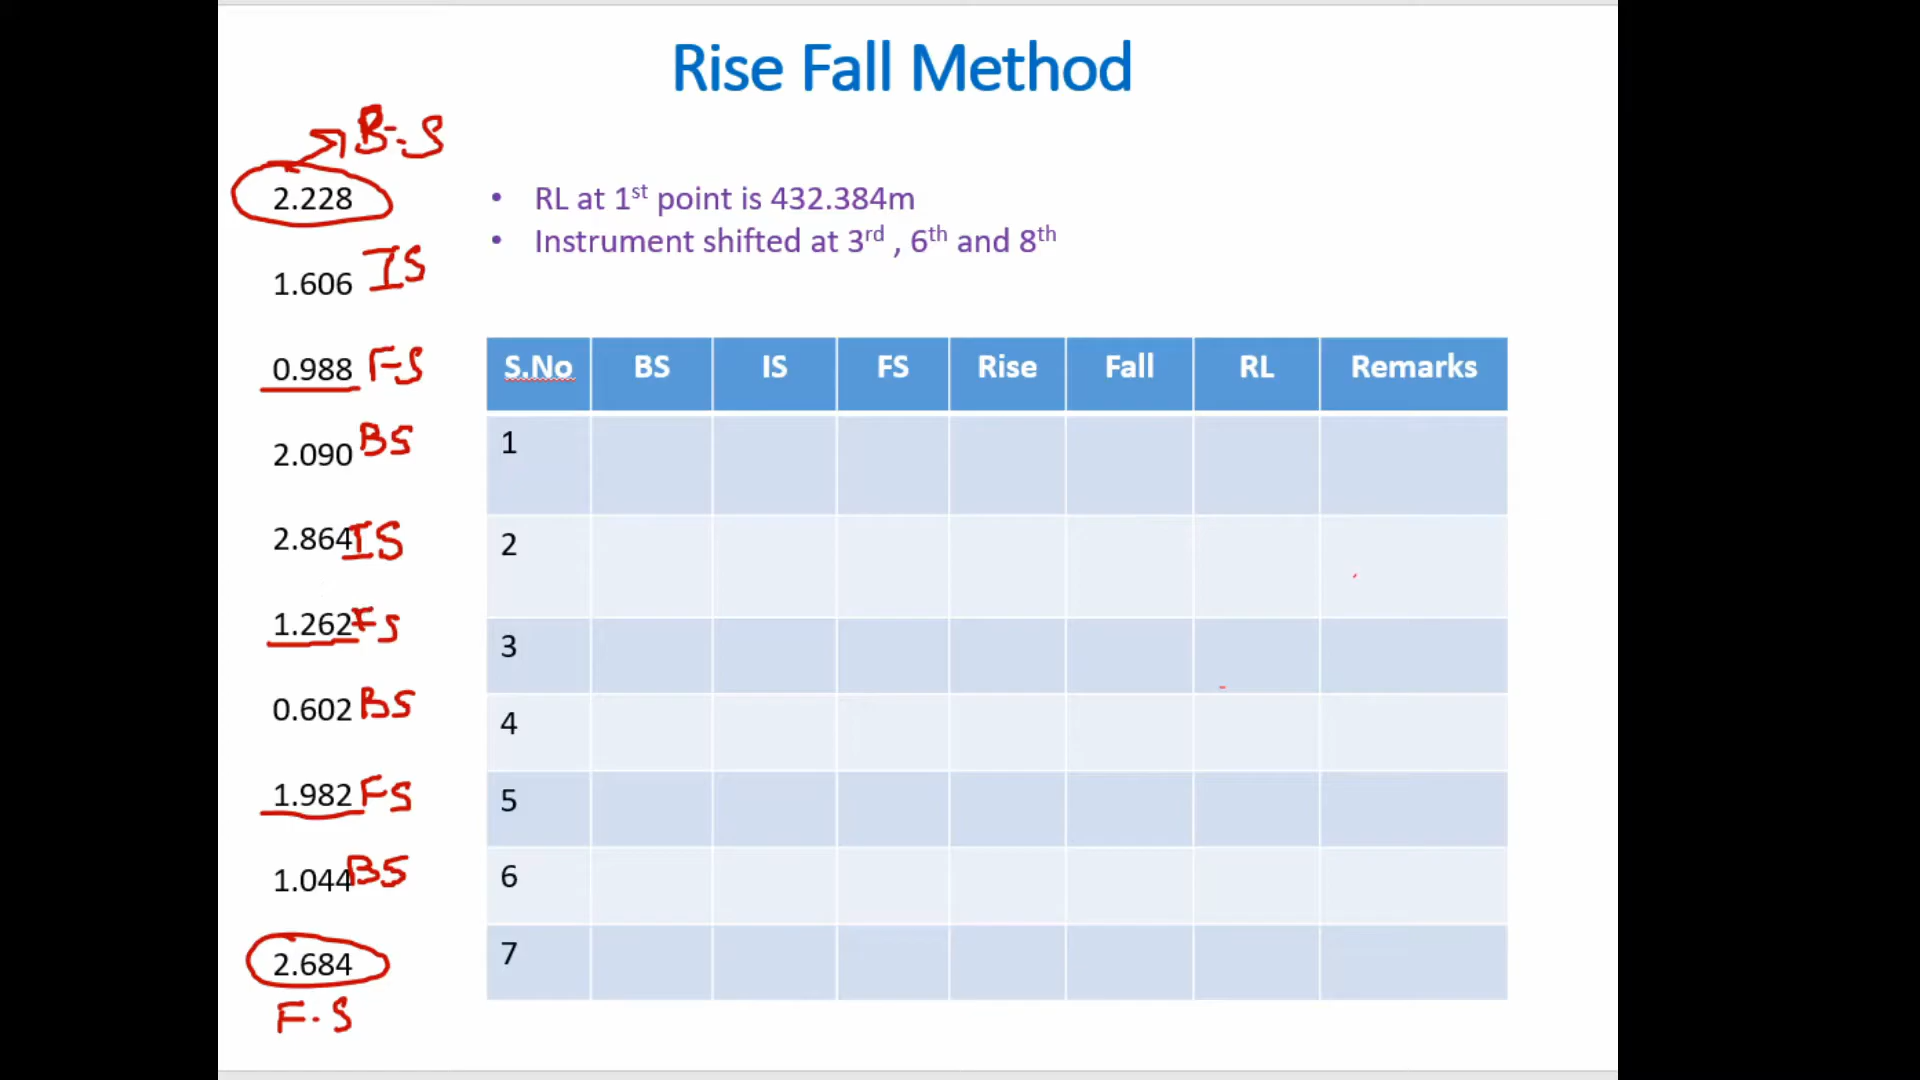 Rise Fall Method
B.S
2.228
• RL at 1st point is 432.384m
• Instrument shifted at 3rd , 6th and 8th
1.606 IS
0.988 FS
2.090 BS
2.864 IS
1.262 FS
0.602 BS
1.982 FS
1.044 BS
2.684
F.S
S.No BS IS FS Rise Fall RL Remarks
1
2
3
4
5
6
7